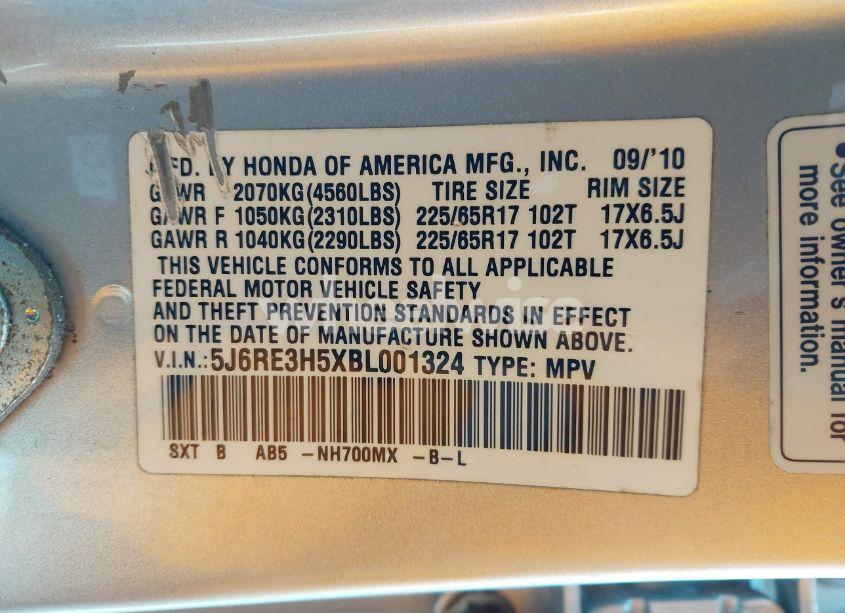 MFD. BY HONDA OF AMERICA MFG., INC. 09/'10
GVWR 2070KG(4560LBS) TIRE SIZE RIM SIZE
GAWR F 1050KG(2310LBS) 225/65R17 102T 17X6.5J
GAWR R 1040KG(2290LBS) 225/65R17 102T 17X6.5J
THIS VEHICLE CONFORMS TO ALL APPLICABLE
FEDERAL MOTOR VEHICLE SAFETY
AND THEFT PREVENTION STANDARDS IN EFFECT
ON THE DATE OF MANUFACTURE SHOWN ABOVE.
V.I.N.: 5J6RE3H5XBL001324 TYPE: MPV
SXT B AB5 -NH700MX -B-L
•See owner's manual for
more information.